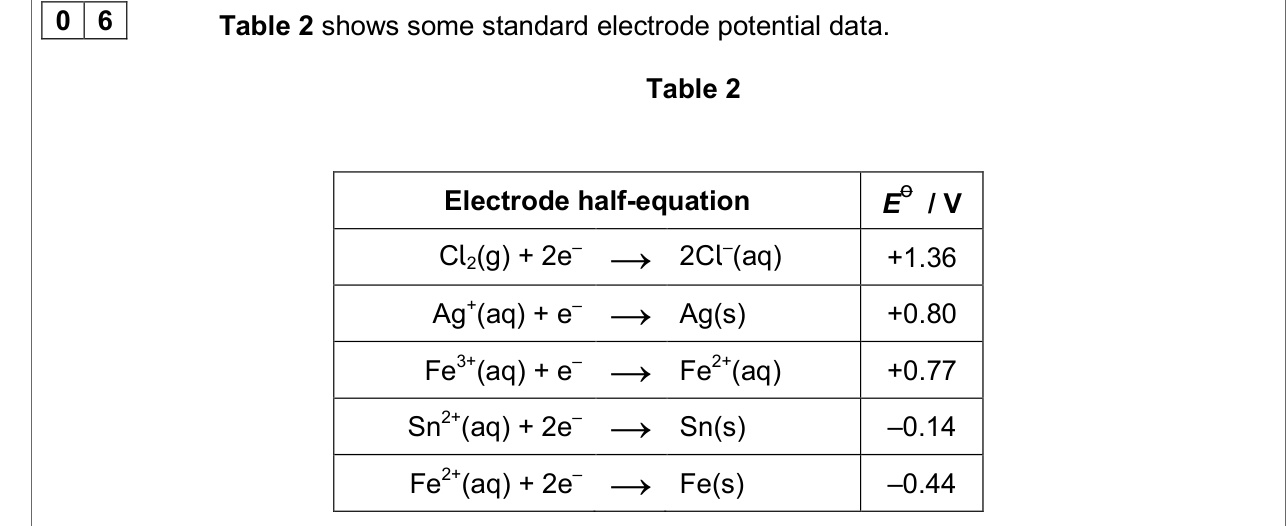 0 6 Table 2 shows some standard electrode potential data.
Table 2
Electrode half-equation E⦵ / V
Cl₂(g) + 2e⁻ ⟶ 2Cl⁻(aq) +1.36
Ag⁺(aq) + e⁻ ⟶ Ag(s) +0.80
Fe³⁺(aq) + e⁻ ⟶ Fe²⁺(aq) +0.77
Sn²⁺(aq) + 2e⁻ ⟶ Sn(s) –0.14
Fe²⁺(aq) + 2e⁻ ⟶ Fe(s) –0.44